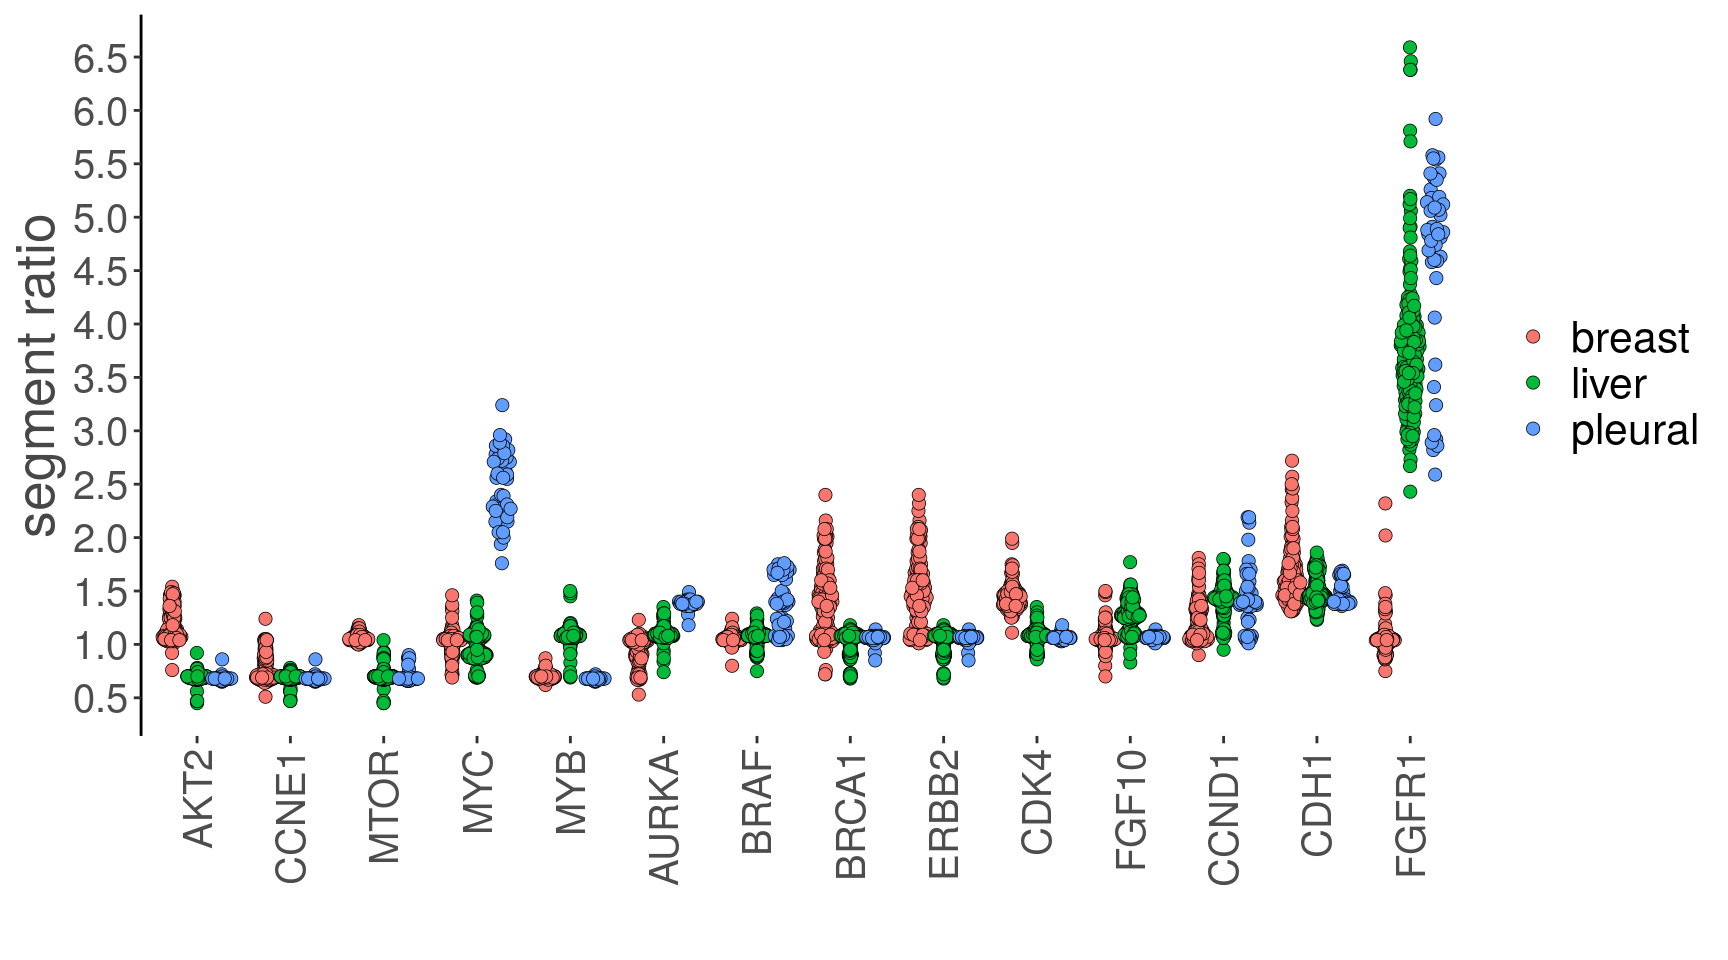 segment ratio
6.5
6.0
5.5
5.0
4.5
4.0
3.5
3.0
2.5
2.0
1.5
1.0
0.5
AKT2
CCNE1
MTOR
MYC
MYB
AURKA
BRAF
BRCA1
ERBB2
CDK4
FGF10
CCND1
CDH1
FGFR1
breast
liver
pleural